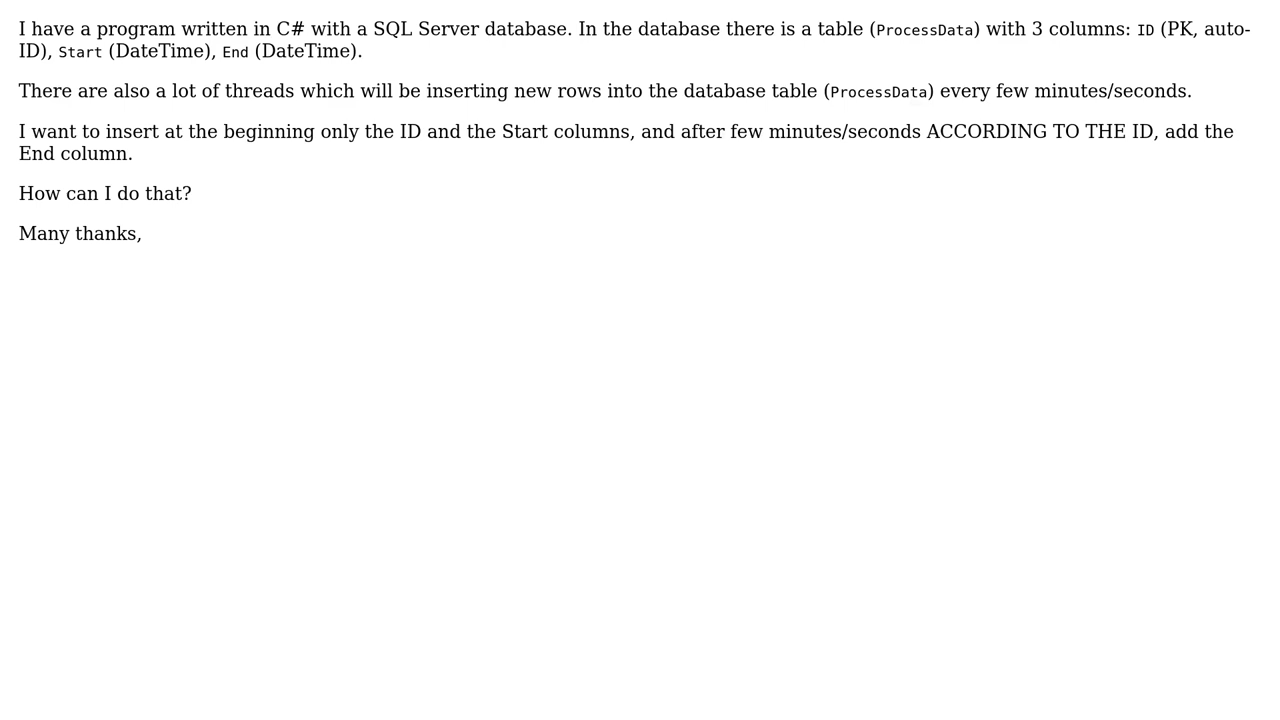 I have a program written in C# with a SQL Server database. In the database there is a table (ProcessData) with 3 columns: ID (PK, auto-
ID), Start (DateTime), End (DateTime).
There are also a lot of threads which will be inserting new rows into the database table (ProcessData) every few minutes/seconds.
I want to insert at the beginning only the ID and the Start columns, and after few minutes/seconds ACCORDING TO THE ID, add the
End column.
How can I do that?
Many thanks,